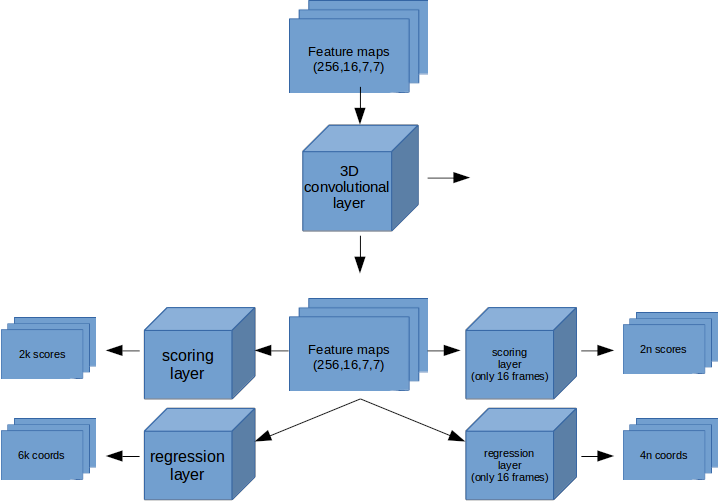 Feature maps
(256,16,7,7)
3D
convolutional
layer
2k scores
scoring
layer
Feature maps
(256,16,7,7)
scoring
layer
(only 16 frames)
2n scores
6k coords
regression
layer
regression
layer
(only 16 frames)
4n coords